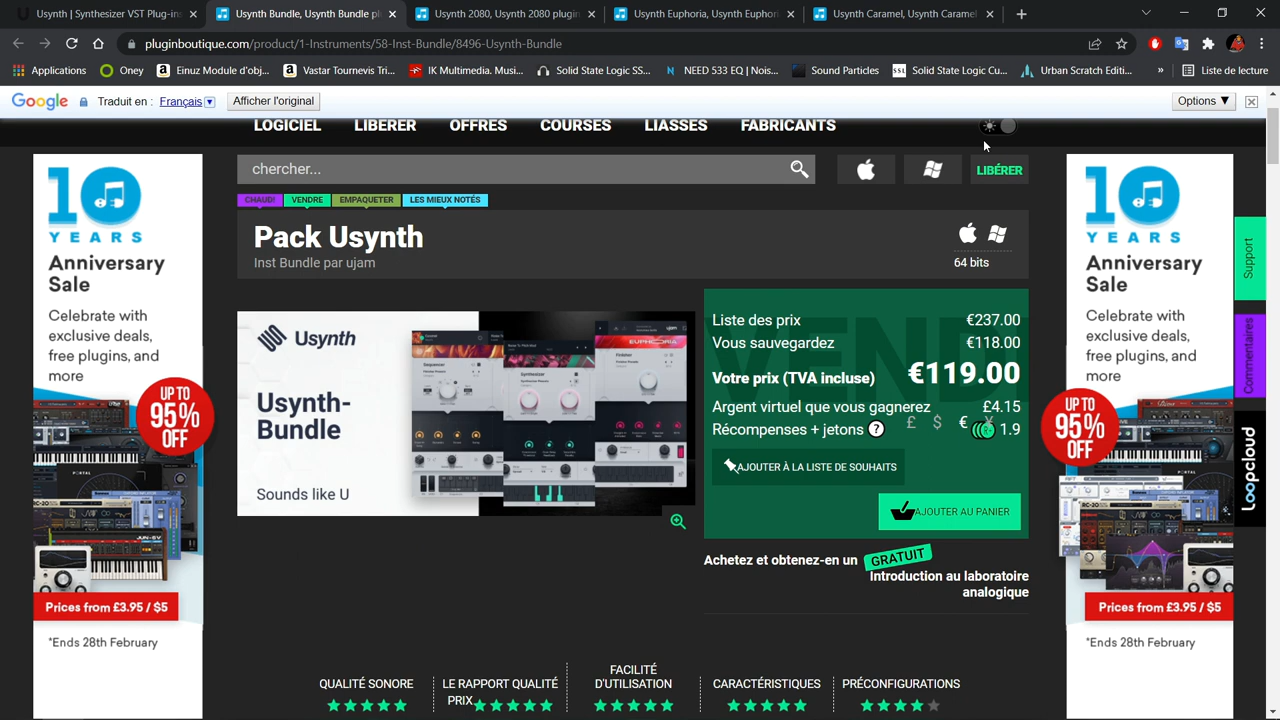 Usynth | Synthesizer VST Plug-ins
Usynth Bundle, Usynth Bundle pl
Usynth 2080, Usynth 2080 plugin
Usynth Euphoria, Usynth Euphori
Usynth Caramel, Usynth Caramel
pluginboutique.com/product/1-Instruments/58-Inst-Bundle/8496-Usynth-Bundle
Applications
Oney
Einuz Module d'obj...
Vastar Tournevis Tri...
IK Multimedia. Musi...
Solid State Logic SS...
NEED 533 EQ | Nois...
Sound Particles
Solid State Logic Cu...
Urban Scratch Editi...
»
Liste de lecture
Google
Traduit en : Français
Afficher l'original
Options ▼
LOGICIEL LIBERER OFFRES COURSES LIASSES FABRICANTS
chercher...
LIBÉRER
CHAUD! VENDRE EMPAQUETER LES MIEUX NOTÉS
Pack Usynth
Inst Bundle par ujam
64 bits
Usynth
Usynth-
Bundle
Sounds like U
EUPHORIA
ujam
Liste des prix €237.00
Vous sauvegardez €118.00
Votre prix (TVA incluse) €119.00
Argent virtuel que vous gagnerez £4.15
Récompenses + jetons ? 1.9
AJOUTER À LA LISTE DE SOUHAITS
AJOUTER AU PANIER
Achetez et obtenez-en un GRATUIT
Introduction au laboratoire
analogique
QUALITÉ SONORE
LE RAPPORT QUALITÉ
PRIX
FACILITÉ
D'UTILISATION
CARACTÉRISTIQUES
PRÉCONFIGURATIONS
10
YEARS
Anniversary
Sale
Celebrate with
exclusive deals,
free plugins, and
more
UP TO
95%
OFF
Prices from £3.95 / $5
*Ends 28th February
10
YEARS
Anniversary
Sale
Celebrate with
exclusive deals,
free plugins, and
more
UP TO
95%
OFF
Prices from £3.95 / $5
*Ends 28th February
Support
Commentaires
loopcloud